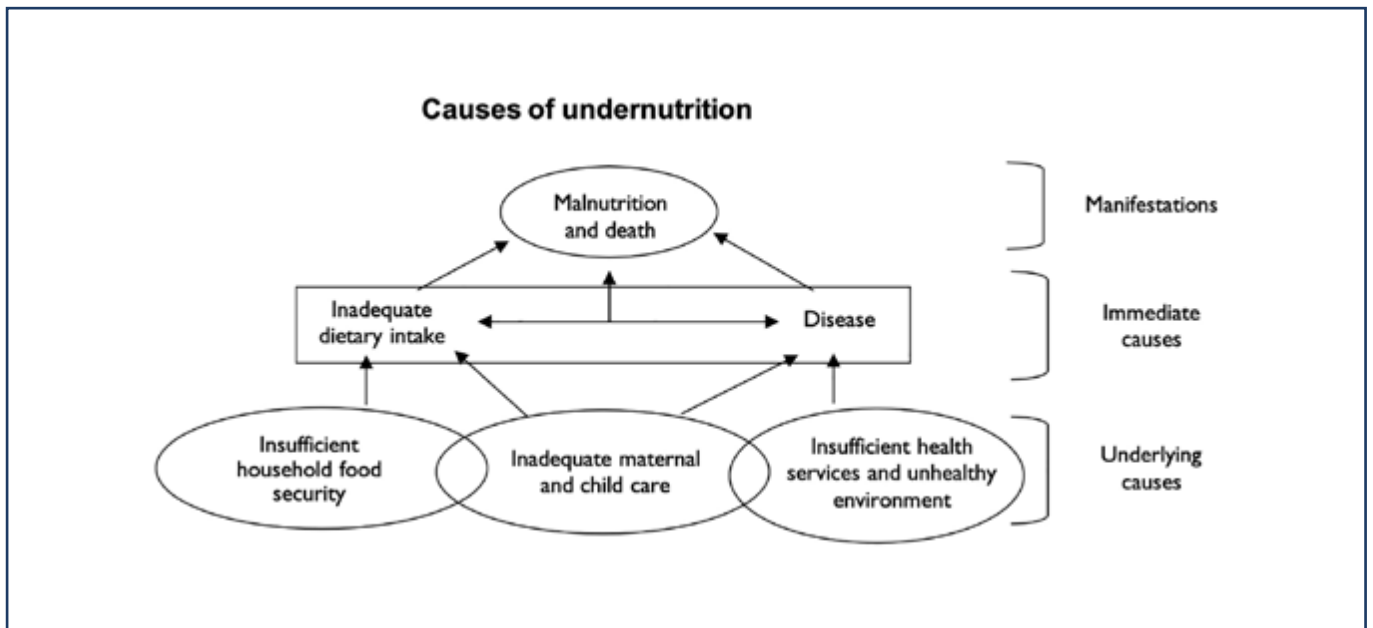 Causes of undernutrition
Malnutrition
and death
Manifestations
Inadequate
dietary intake
Disease
Immediate
causes
Insufficient
household food
security
Inadequate maternal
and child care
Insufficient health
services and unhealthy
environment
Underlying
causes